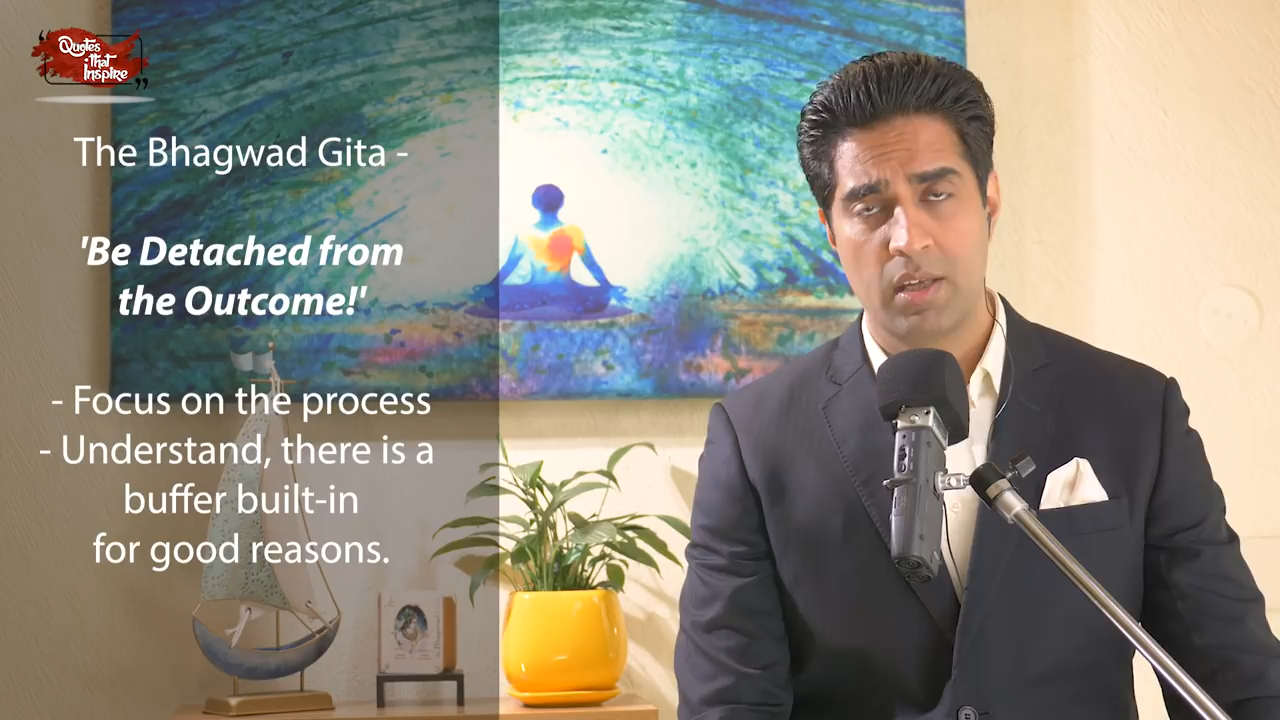 Quotes
that
Inspire
The Bhagwad Gita -
'Be Detached from
the Outcome!'
- Focus on the process
- Understand, there is a
buffer built-in
for good reasons.